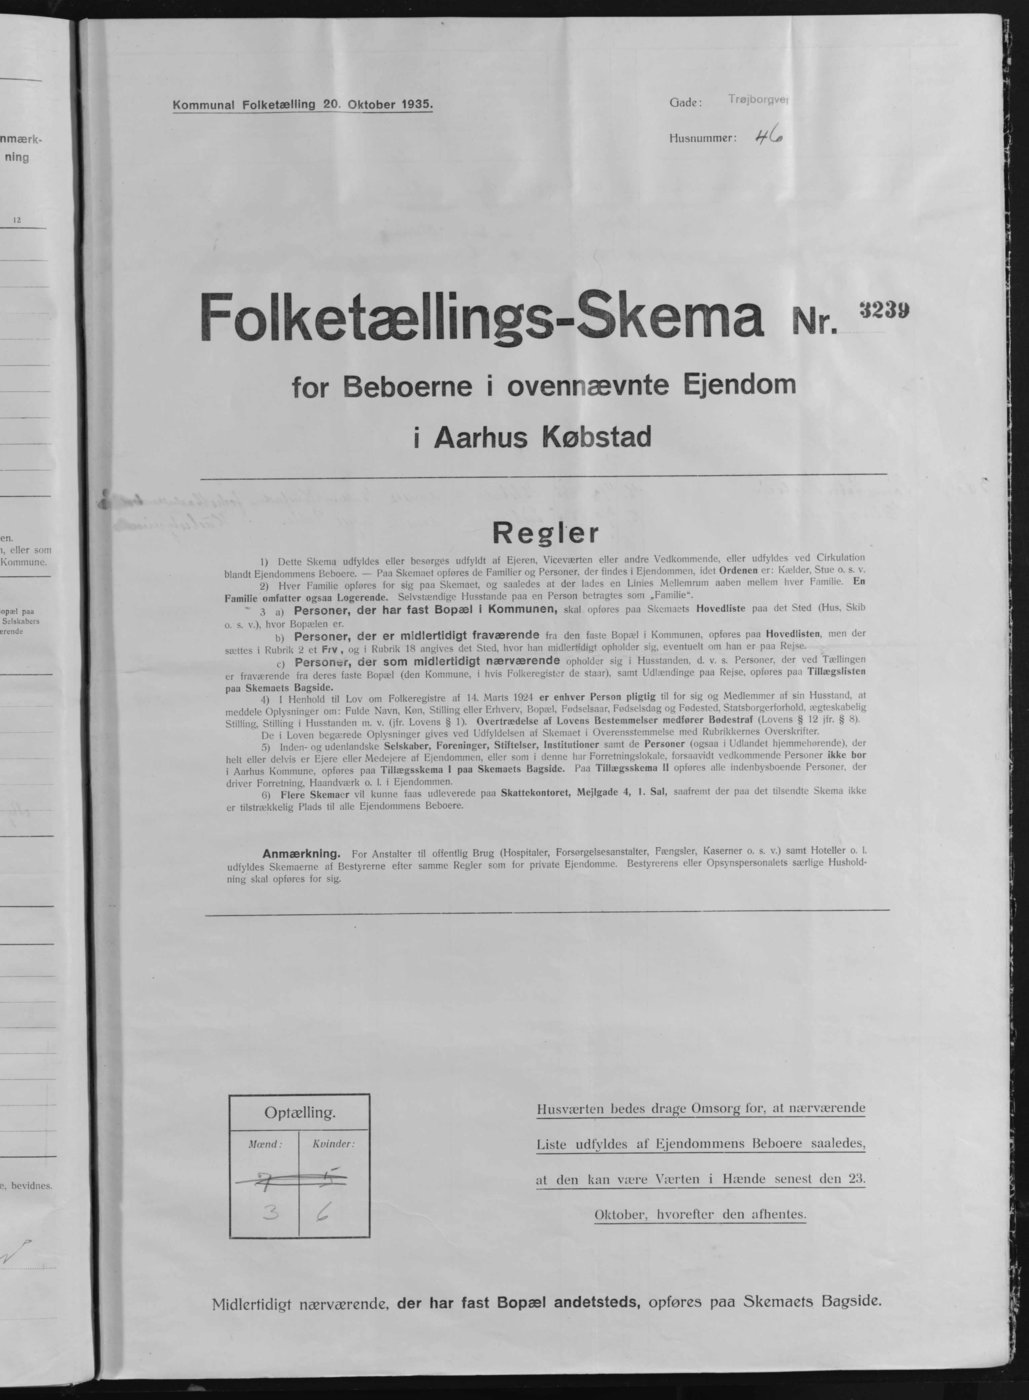 nmærk-
ning
12
en.
n, eller som
Kommune.
opæl paa
Selskabers
erende
e, bevidnes.
Kommunal Folketælling 20. Oktober 1935.
Gade: Trøjborgvej
Husnummer: 46
Folketællings-Skema Nr. 3239
for Beboerne i ovennævnte Ejendom
i Aarhus Købstad
Regler
1) Dette Skema udfyldes eller besørges udfyldt af Ejeren, Viceværten eller andre Vedkommende, eller udfyldes ved Cirkulation
blandt Ejendommens Beboere. — Paa Skemaet opføres de Familier og Personer, der findes i Ejendommen, idet Ordenen er: Kælder, Stue o. s. v.
2) Hver Familie opføres for sig paa Skemaet, og saaledes at der lades en Linies Mellemrum aaben mellem hver Familie. En
Familie omfatter ogsaa Logerende. Selvstændige Husstande paa en Person betragtes som „Familie".
3 a) Personer, der har fast Bopæl i Kommunen, skal opføres paa Skemaets Hovedliste paa det Sted (Hus, Skib
o. s. v.), hvor Bopælen er.
b) Personer, der er midlertidigt fraværende fra den faste Bopæl i Kommunen, opføres paa Hovedlisten, men der
sættes i Rubrik 2 et Frv, og i Rubrik 18 angives det Sted, hvor han midlertidigt opholder sig, eventuelt om han er paa Rejse.
c) Personer, der som midlertidigt nærværende opholder sig i Husstanden, d. v. s. Personer, der ved Tællingen
er fraværende fra deres faste Bopæl (den Kommune, i hvis Folkeregister de staar), samt Udlændinge paa Rejse, opføres paa Tillægslisten
paa Skemaets Bagside.
4) I Henhold til Lov om Folkeregistre af 14. Marts 1924 er enhver Person pligtig til for sig og Medlemmer af sin Husstand, at
meddele Oplysninger om: Fulde Navn, Køn, Stilling eller Erhverv, Bopæl, Fødselsaar, Fødselsdag og Fødested, Statsborgerforhold, ægteskabelig
Stilling, Stilling i Husstanden m. v. (jfr. Lovens § 1). Overtrædelse af Lovens Bestemmelser medfører Bødestraf (Lovens § 12 jfr. § 8).
De i Loven begærede Oplysninger gives ved Udfyldelsen af Skemaet i Overensstemmelse med Rubrikkernes Overskrifter.
5) Inden- og udenlandske Selskaber, Foreninger, Stiftelser, Institutioner samt de Personer (ogsaa i Udlandet hjemmehørende), der
helt eller delvis er Ejere eller Medejere af Ejendommen, eller som i denne har Forretningslokale, forsaavidt vedkommende Personer ikke bor
i Aarhus Kommune, opføres paa Tillægsskema I paa Skemaets Bagside. Paa Tillægsskema II opføres alle indenbysboende Personer, der
driver Forretning, Haandværk o. l. i Ejendommen.
6) Flere Skemaer vil kunne faas udleverede paa Skattekontoret, Mejlgade 4, 1. Sal, saafremt der paa det tilsendte Skema ikke
er tilstrækkelig Plads til alle Ejendommens Beboere.
Anmærkning. For Anstalter til offentlig Brug (Hospitaler, Forsørgelsesanstalter, Fængsler, Kaserner o. s. v.) samt Hoteller o. l.
udfyldes Skemaerne af Bestyrerne efter samme Regler som for private Ejendomme. Bestyrerens eller Opsynspersonalets særlige Hushold-
ning skal opføres for sig.
Optælling.
Mænd: Kvinder:
7 5
3 6
Husværten bedes drage Omsorg for, at nærværende
Liste udfyldes af Ejendommens Beboere saaledes,
at den kan være Værten i Hænde senest den 23.
Oktober, hvorefter den afhentes.
Midlertidigt nærværende, der har fast Bopæl andetsteds, opføres paa Skemaets Bagside.